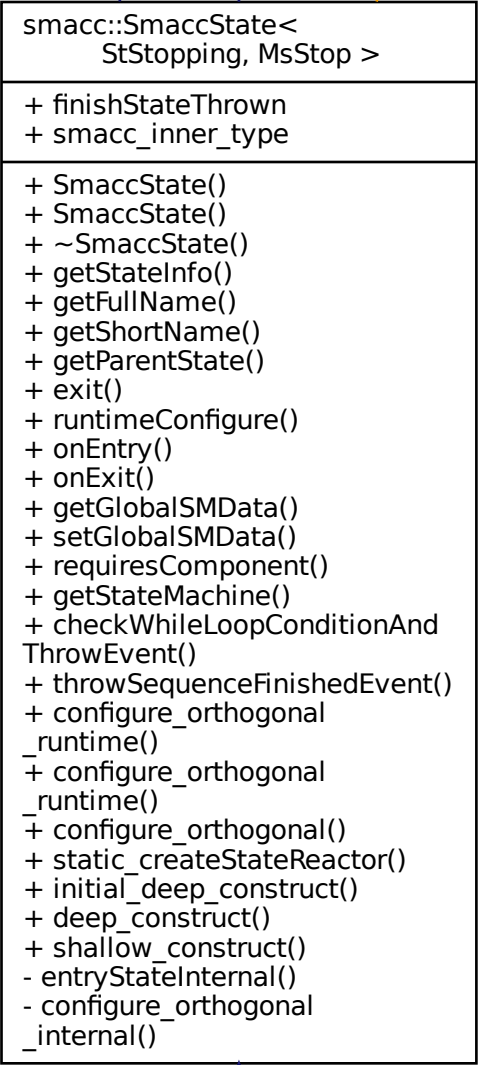 smacc::SmaccState<
StStopping, MsStop >
+ finishStateThrown
+ smacc_inner_type
+ SmaccState()
+ SmaccState()
+ ~SmaccState()
+ getStateInfo()
+ getFullName()
+ getShortName()
+ getParentState()
+ exit()
+ runtimeConfigure()
+ onEntry()
+ onExit()
+ getGlobalSMData()
+ setGlobalSMData()
+ requiresComponent()
+ getStateMachine()
+ checkWhileLoopConditionAnd
ThrowEvent()
+ throwSequenceFinishedEvent()
+ configure_orthogonal
_runtime()
+ configure_orthogonal
_runtime()
+ configure_orthogonal()
+ static_createStateReactor()
+ initial_deep_construct()
+ deep_construct()
+ shallow_construct()
- entryStateInternal()
- configure_orthogonal
_internal()